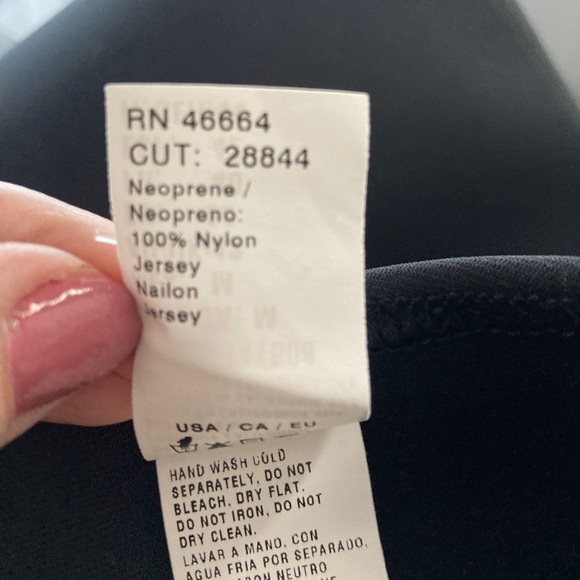 RN 46664
CUT: 28844
Neoprene /
Neopreno:
100% Nylon
Jersey
Nailon
Jersey
USA / CA / EU
HAND WASH COLD
SEPARATELY, DO NOT
BLEACH, DRY FLAT.
DO NOT IRON, DO NOT
DRY CLEAN.
LAVAR A MANO, CON
AGUA FRIA POR SEPARADO,
NEUTRO